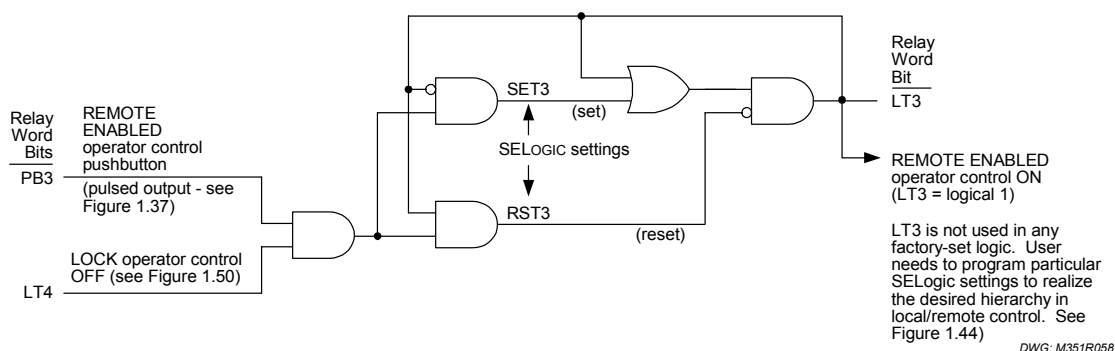 Relay
Word
Bits
PB3
REMOTE
ENABLED
operator control
pushbutton
(pulsed output - see
Figure 1.37)
LOCK operator control
OFF (see Figure 1.50)
LT4
SET3
(set)
SELOGIC settings
RST3
(reset)
Relay
Word
Bit
LT3
REMOTE ENABLED
operator control ON
(LT3 = logical 1)
LT3 is not used in any
factory-set logic. User
needs to program particular
SELogic settings to realize
the desired hierarchy in
local/remote control. See
Figure 1.44)
DWG: M351R058